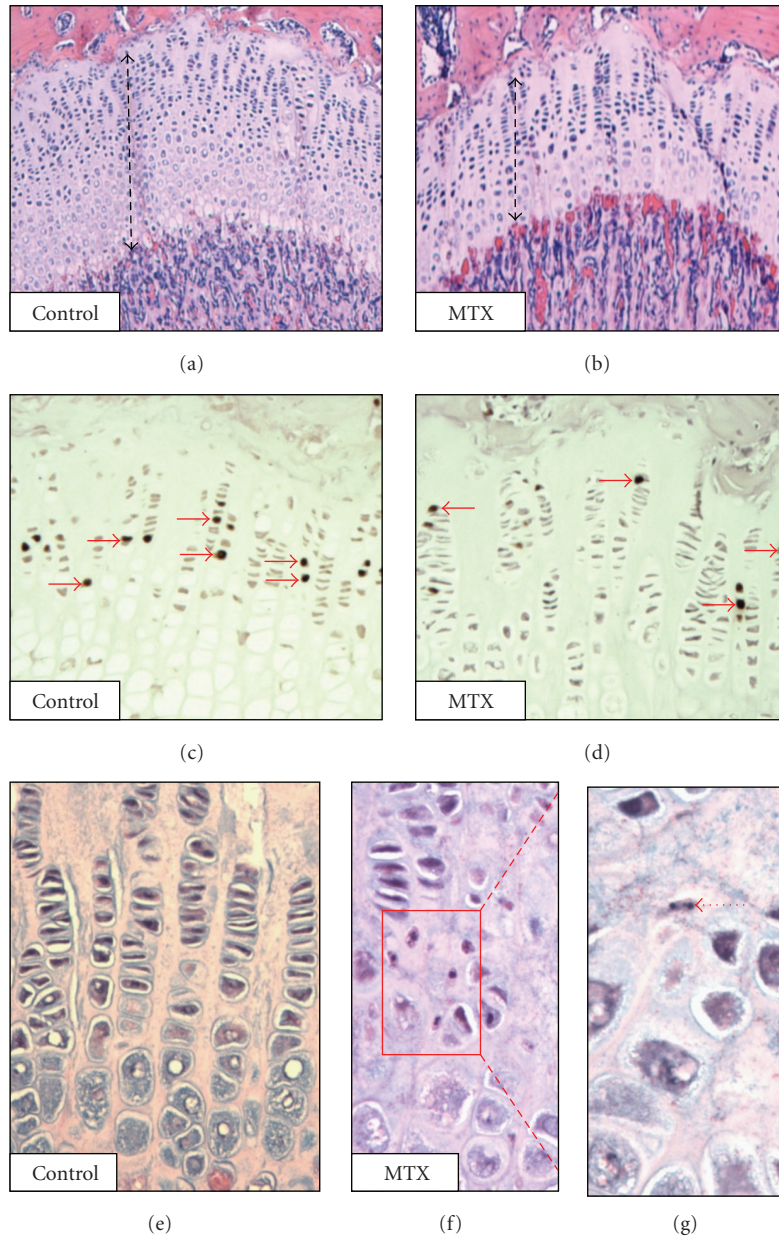 Control
MTX
(a)
(b)
Control
MTX
(c)
(d)
Control
MTX
(e)
(f)
(g)